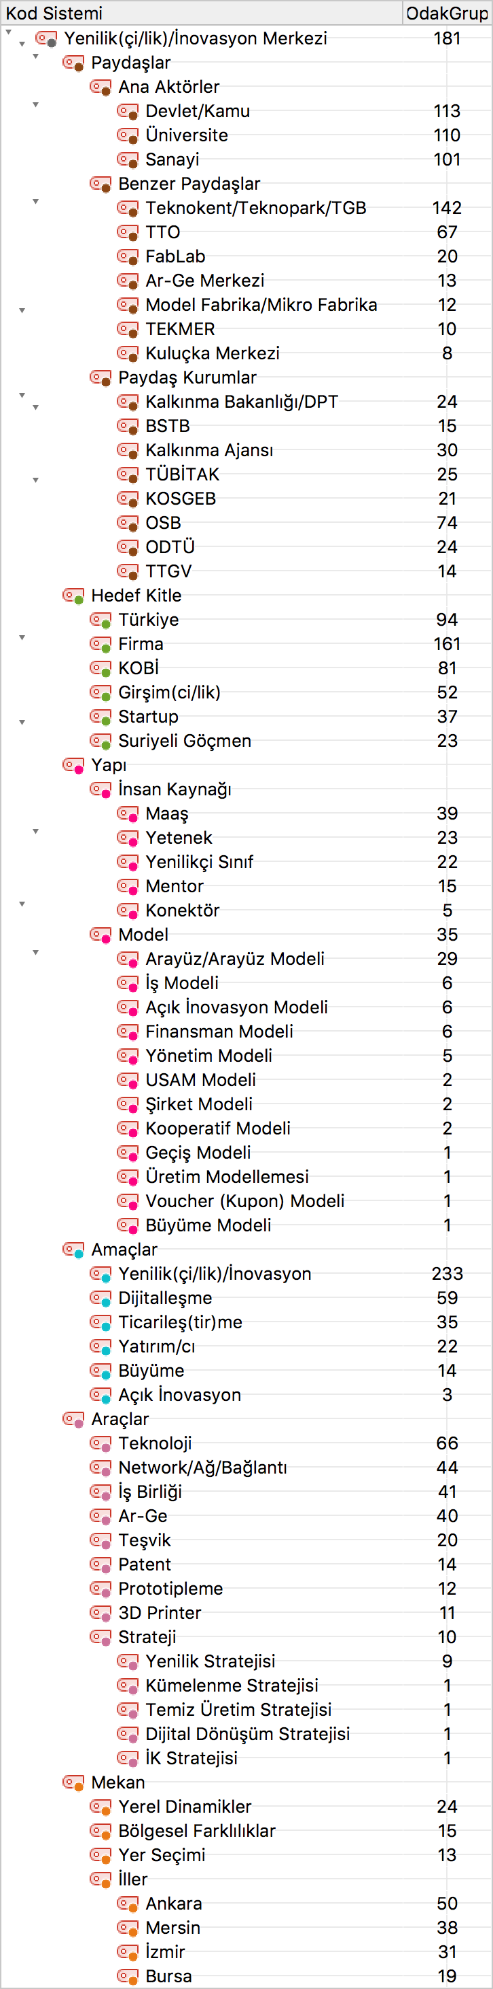 Kod Sistemi OdakGrup
Yenilik(çi/lik)/İnovasyon Merkezi 181
Paydaşlar
Ana Aktörler
Devlet/Kamu 113
Üniversite 110
Sanayi 101
Benzer Paydaşlar
Teknokent/Teknopark/TGB 142
TTO 67
FabLab 20
Ar-Ge Merkezi 13
Model Fabrika/Mikro Fabrika 12
TEKMER 10
Kuluçka Merkezi 8
Paydaş Kurumlar
Kalkınma Bakanlığı/DPT 24
BSTB 15
Kalkınma Ajansı 30
TÜBİTAK 25
KOSGEB 21
OSB 74
ODTÜ 24
TTGV 14
Hedef Kitle
Türkiye 94
Firma 161
KOBİ 81
Girşim(ci/lik) 52
Startup 37
Suriyeli Göçmen 23
Yapı
İnsan Kaynağı
Maaş 39
Yetenek 23
Yenilikçi Sınıf 22
Mentor 15
Konektör 5
Model 35
Arayüz/Arayüz Modeli 29
İş Modeli 6
Açık İnovasyon Modeli 6
Finansman Modeli 6
Yönetim Modeli 5
USAM Modeli 2
Şirket Modeli 2
Kooperatif Modeli 2
Geçiş Modeli 1
Üretim Modellemesi 1
Voucher (Kupon) Modeli 1
Büyüme Modeli 1
Amaçlar
Yenilik(çi/lik)/İnovasyon 233
Dijitalleşme 59
Ticarileş(tir)me 35
Yatırım/cı 22
Büyüme 14
Açık İnovasyon 3
Araçlar
Teknoloji 66
Network/Ağ/Bağlantı 44
İş Birliği 41
Ar-Ge 40
Teşvik 20
Patent 14
Prototipleme 12
3D Printer 11
Strateji 10
Yenilik Stratejisi 9
Kümelenme Stratejisi 1
Temiz Üretim Stratejisi 1
Dijital Dönüşüm Stratejisi 1
İK Stratejisi 1
Mekan
Yerel Dinamikler 24
Bölgesel Farklılıklar 15
Yer Seçimi 13
İller
Ankara 50
Mersin 38
İzmir 31
Bursa 19